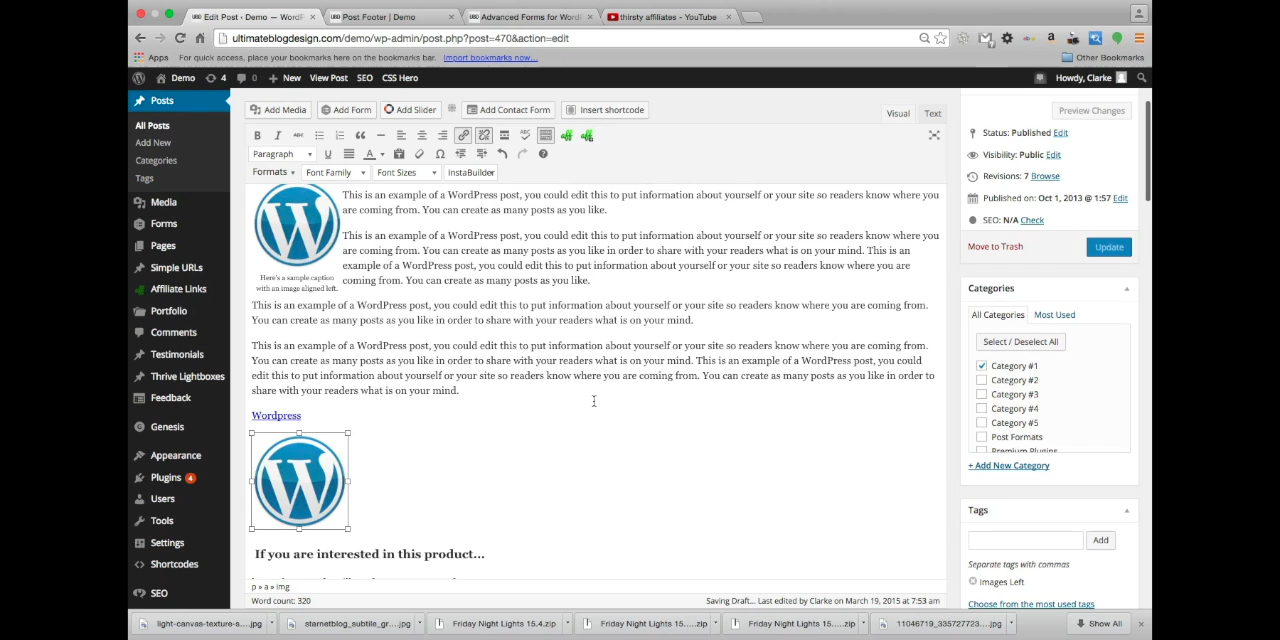 Edit Post ‹ Demo — WordP
Post Footer | Demo
Advanced Forms for Word
thirsty affiliates - YouTube
ultimateblogdesign.com/demo/wp-admin/post.php?post=470&action=edit
Apps
For quick access, place your bookmarks here on the bookmarks bar. Import bookmarks now...
Other Bookmarks
Demo
4
0
New
View Post
SEO
CSS Hero
Howdy, Clarke
Posts
All Posts
Add New
Categories
Tags
Media
Forms
Pages
Simple URLs
Affiliate Links
Portfolio
Comments
Testimonials
Thrive Lightboxes
Feedback
Genesis
Appearance
Plugins 4
Users
Tools
Settings
Shortcodes
SEO
Add Media
Add Form
Add Slider
Add Contact Form
Insert shortcode
Visual
Text
Paragraph
Formats
Font Family
Font Sizes
InstaBuilder
This is an example of a WordPress post, you could edit this to put information about yourself or your site so readers know where you
are coming from. You can create as many posts as you like.
This is an example of a WordPress post, you could edit this to put information about yourself or your site so readers know where you
are coming from. You can create as many posts as you like in order to share with your readers what is on your mind. This is an
example of a WordPress post, you could edit this to put information about yourself or your site so readers know where you are
coming from. You can create as many posts as you like.
Here's a sample caption
with an image aligned left.
This is an example of a WordPress post, you could edit this to put information about yourself or your site so readers know where you are coming from.
You can create as many posts as you like in order to share with your readers what is on your mind.
This is an example of a WordPress post, you could edit this to put information about yourself or your site so readers know where you are coming from.
You can create as many posts as you like in order to share with your readers what is on your mind. This is an example of a WordPress post, you could
edit this to put information about yourself or your site so readers know where you are coming from. You can create as many posts as you like in order to
share with your readers what is on your mind.
Wordpress
If you are interested in this product...
p » a » img
Word count: 320
Saving Draft... Last edited by Clarke on March 19, 2015 at 7:53 am
Preview Changes
Status: Published Edit
Visibility: Public Edit
Revisions: 7 Browse
Published on: Oct 1, 2013 @ 1:57 Edit
SEO: N/A Check
Move to Trash
Update
Categories
All Categories
Most Used
Select / Deselect All
Category #1
Category #2
Category #3
Category #4
Category #5
Post Formats
Premium Plugins
+ Add New Category
Tags
Add
Separate tags with commas
Images Left
Choose from the most used tags
light-canvas-texture-s....jpg
starnetblog_subtile_gr....jpg
Friday Night Lights 15.4.zip
Friday Night Lights 15.....zip
Friday Night Lights 15.....zip
11046719_335727723....jpg
Show All